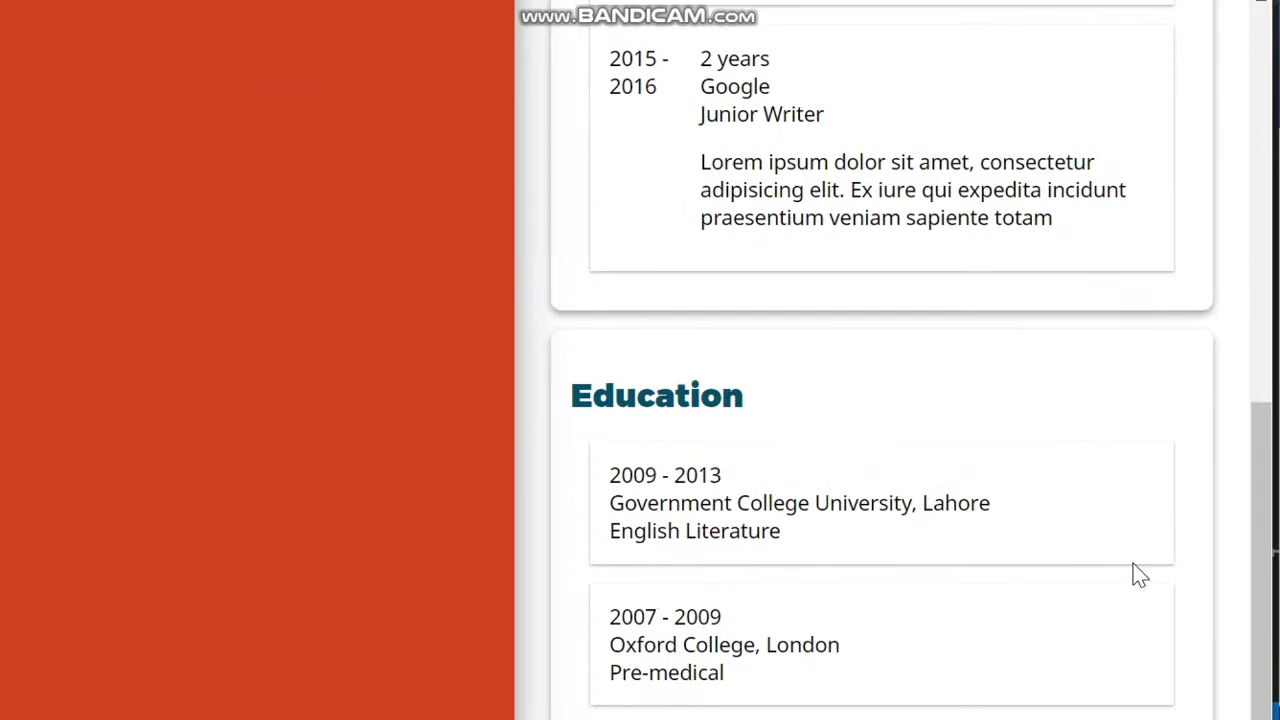 www.BANDICAM.com
2015 - 2016
2 years
Google
Junior Writer
Lorem ipsum dolor sit amet, consectetur
adipisicing elit. Ex iure qui expedita incidunt
praesentium veniam sapiente totam
Education
2009 - 2013
Government College University, Lahore
English Literature
2007 - 2009
Oxford College, London
Pre-medical